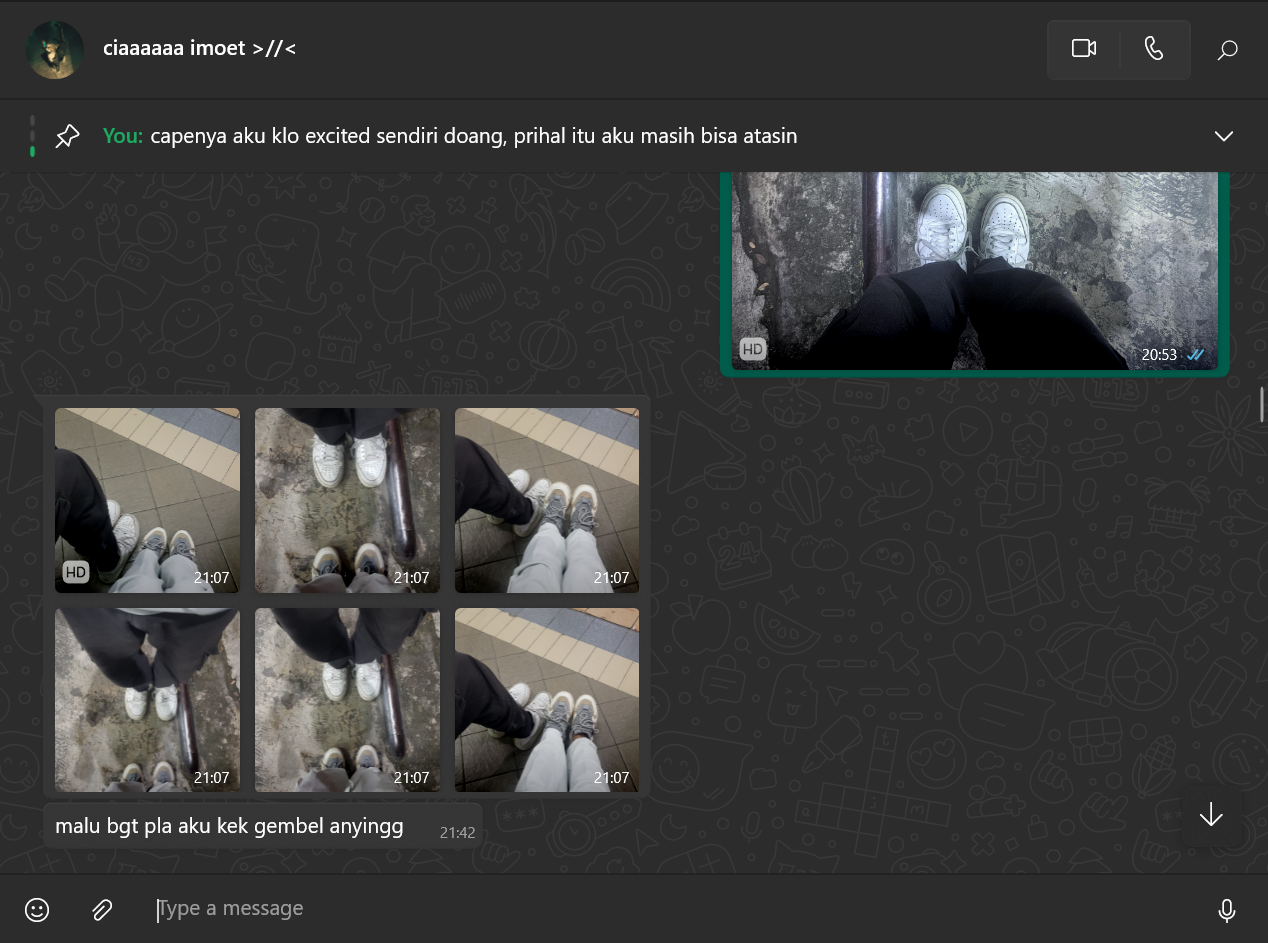 ciaaaaaa imoet >//<
You: capenya aku klo excited sendiri doang, prihal itu aku masih bisa atasin
HD
20:53
HD
21:07
21:07
21:07
21:07
21:07
21:07
malu bgt pla aku kek gembel anyingg
21:42
Type a message